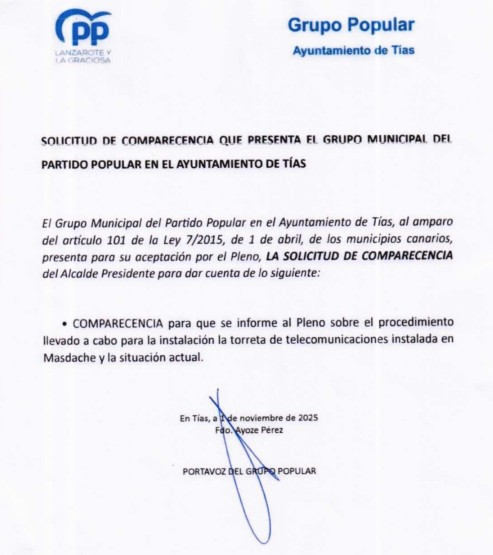 PP
LANZAROTE Y
LA GRACIOSA
Grupo Popular
Ayuntamiento de Tías
SOLICITUD DE COMPARECENCIA QUE PRESENTA EL GRUPO MUNICIPAL DEL
PARTIDO POPULAR EN EL AYUNTAMIENTO DE TÍAS
El Grupo Municipal del Partido Popular en el Ayuntamiento de Tías, al amparo
del artículo 101 de la Ley 7/2015, de 1 de abril, de los municipios canarios,
presenta para su aceptación por el Pleno, LA SOLICITUD DE COMPARECENCIA
del Alcalde Presidente para dar cuenta de lo siguiente:
• COMPARECENCIA para que se informe al Pleno sobre el procedimiento
llevado a cabo para la instalación la torreta de telecomunicaciones instalada en
Masdache y la situación actual.
En Tías, a de noviembre de 2025
Fdo. Ayoze Pérez
PORTAVOZ DEL GRUPO POPULAR